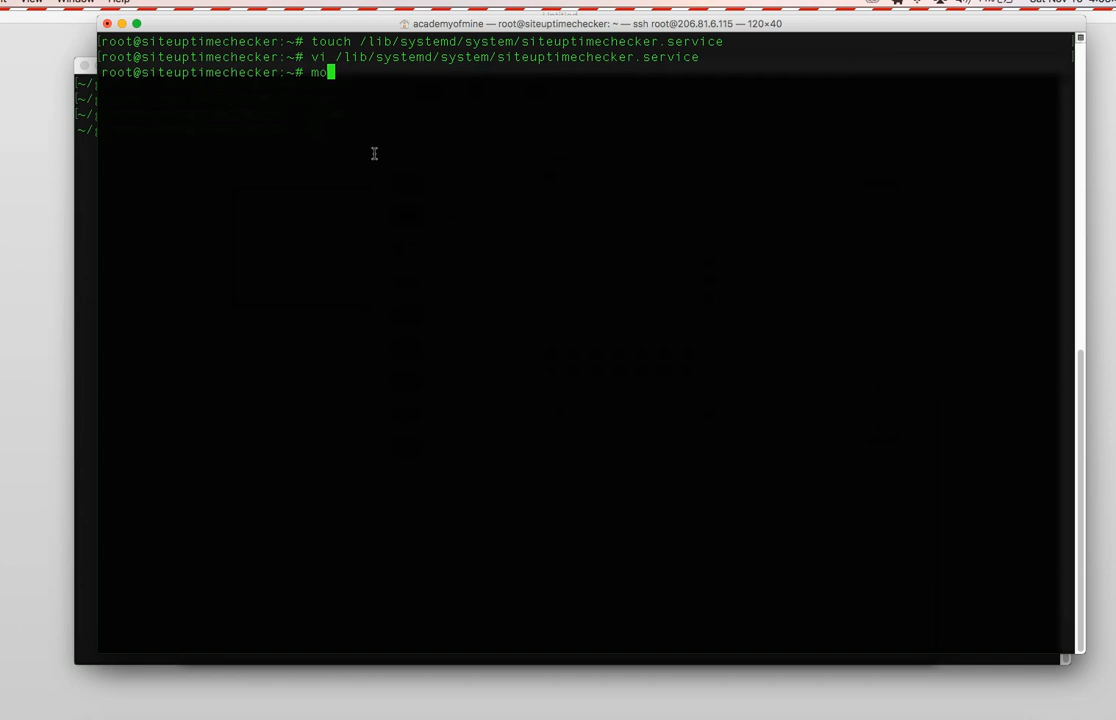 View Window Help
academyofmine — root@siteuptimechecker: ~ — ssh root@206.81.6.115 — 120×40
[root@siteuptimechecker:~# touch /lib/systemd/system/siteuptimechecker.service ]
[root@siteuptimechecker:~# vi /lib/systemd/system/siteuptimechecker.service ]
root@siteuptimechecker:~# mo
[~/g
[~/g
[~/g
~/g